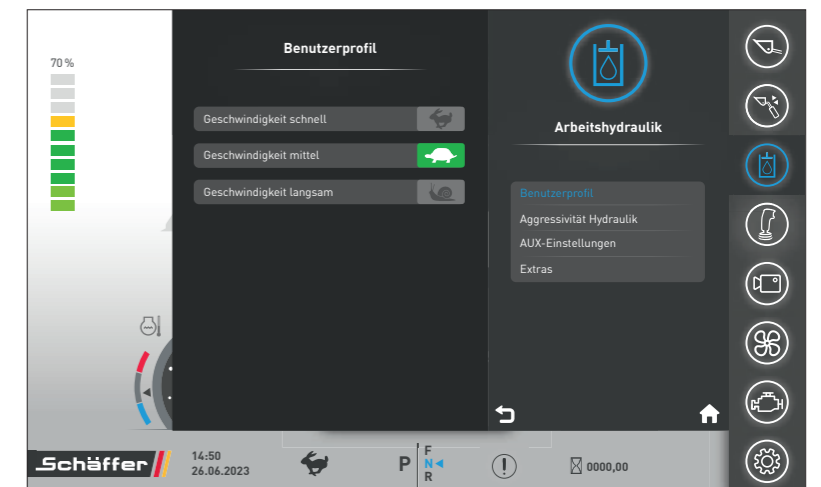 70 %
Benutzerprofil
Geschwindigkeit schnell
Geschwindigkeit mittel
Geschwindigkeit langsam
Arbeitshydraulik
Benutzerprofil
Aggressivität Hydraulik
AUX-Einstellungen
Extras
Schäffer
14:50
26.06.2023
P
F
N
R
0000,00